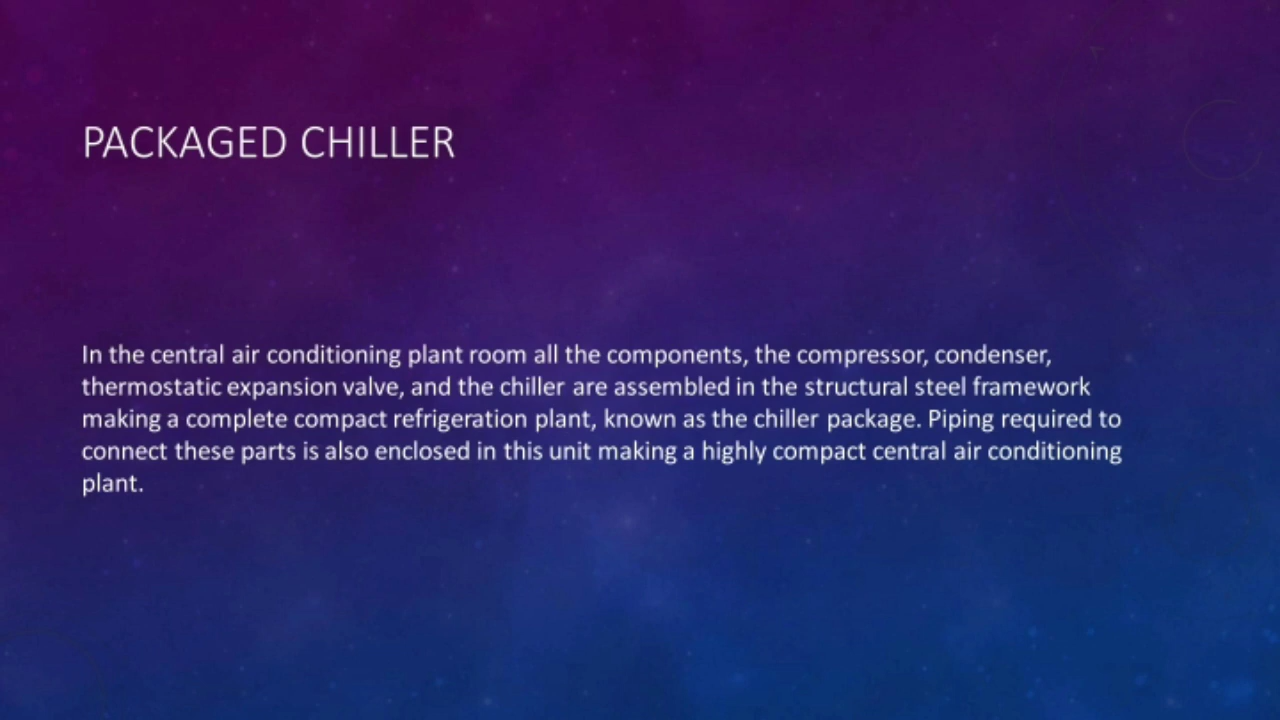 PACKAGED CHILLER
In the central air conditioning plant room all the components, the compressor, condenser,
thermostatic expansion valve, and the chiller are assembled in the structural steel framework
making a complete compact refrigeration plant, known as the chiller package. Piping required to
connect these parts is also enclosed in this unit making a highly compact central air conditioning
plant.